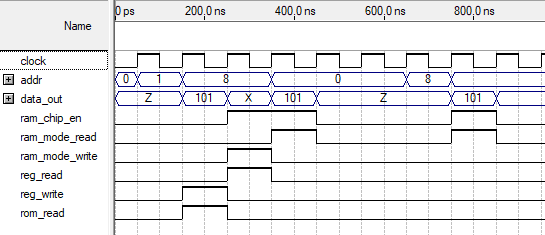 Name
0 ps 200.0 ns 400.0 ns 600.0 ns 800.0 ns
clock
addr 0 1 8 0 8
data_out Z 101 X 101 Z 101
ram_chip_en
ram_mode_read
ram_mode_write
reg_read
reg_write
rom_read